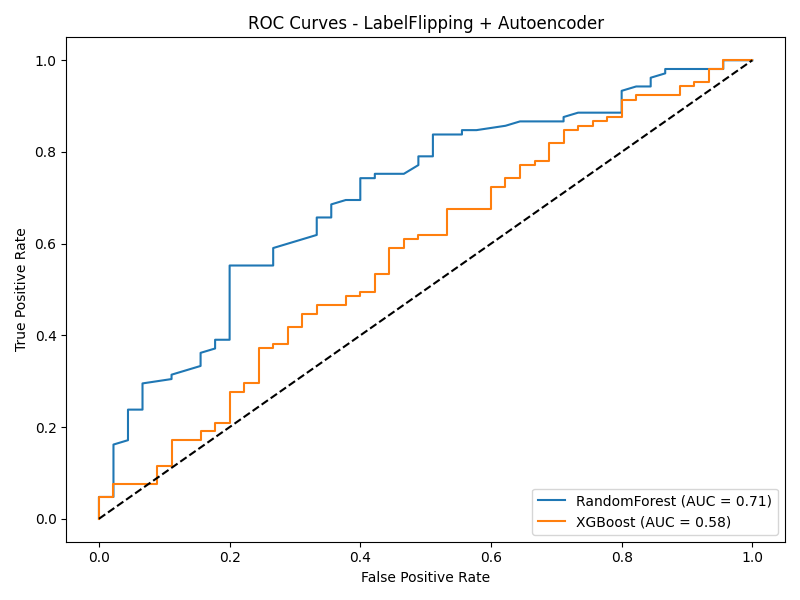 ROC Curves - LabelFlipping + Autoencoder
True Positive Rate
1.0
0.8
0.6
0.4
0.2
0.0
RandomForest (AUC = 0.71)
XGBoost (AUC = 0.58)
0.0 0.2 0.4 0.6 0.8 1.0
False Positive Rate